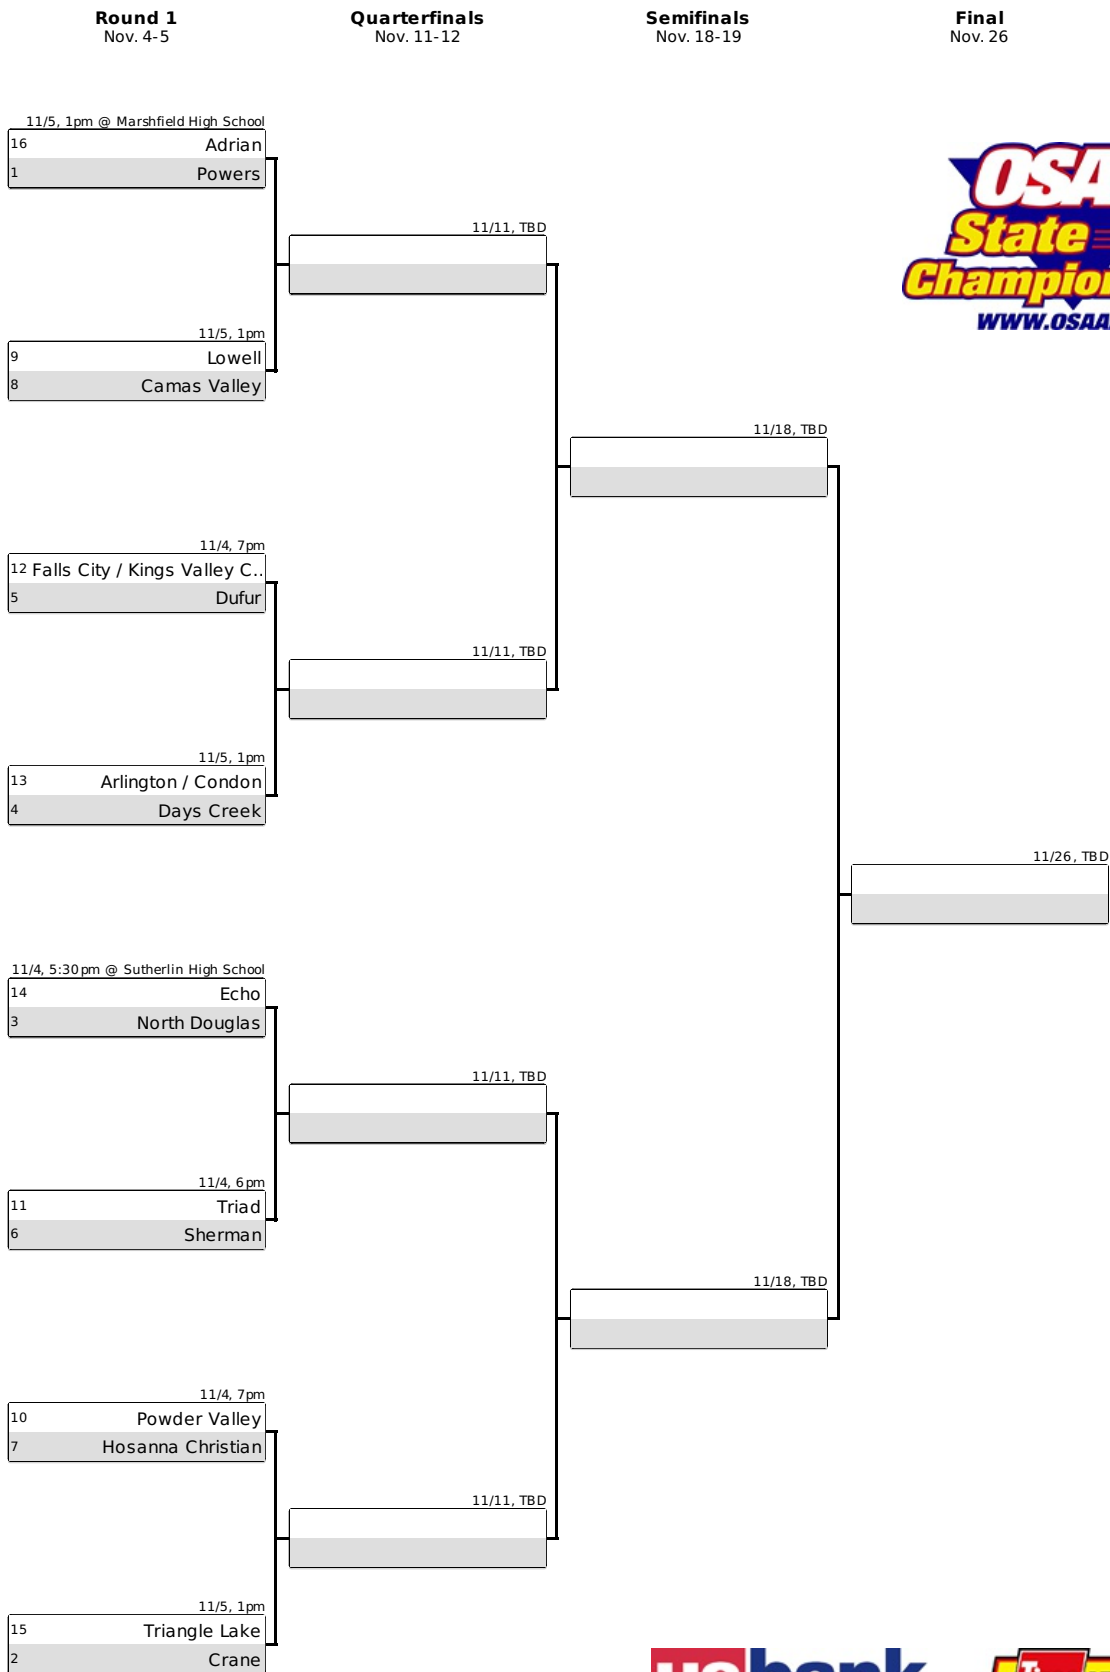 Round 1
Nov. 4-5
Quarterfinals
Nov. 11-12
Semifinals
Nov. 18-19
Final
Nov. 26
11/5, 1pm @ Marshfield High School
16 Adrian
1 Powers
11/5, 1pm
9 Lowell
8 Camas Valley
11/4, 7pm
12 Falls City / Kings Valley C..
5 Dufur
11/5, 1pm
13 Arlington / Condon
4 Days Creek
11/4, 5:30pm @ Sutherlin High School
14 Echo
3 North Douglas
11/4, 6pm
11 Triad
6 Sherman
11/4, 7pm
10 Powder Valley
7 Hosanna Christian
11/5, 1pm
15 Triangle Lake
2 Crane
11/11, TBD
11/11, TBD
11/11, TBD
11/11, TBD
11/18, TBD
11/18, TBD
11/26, TBD
OSAA
State
Champio
WWW.OSAA
usbank